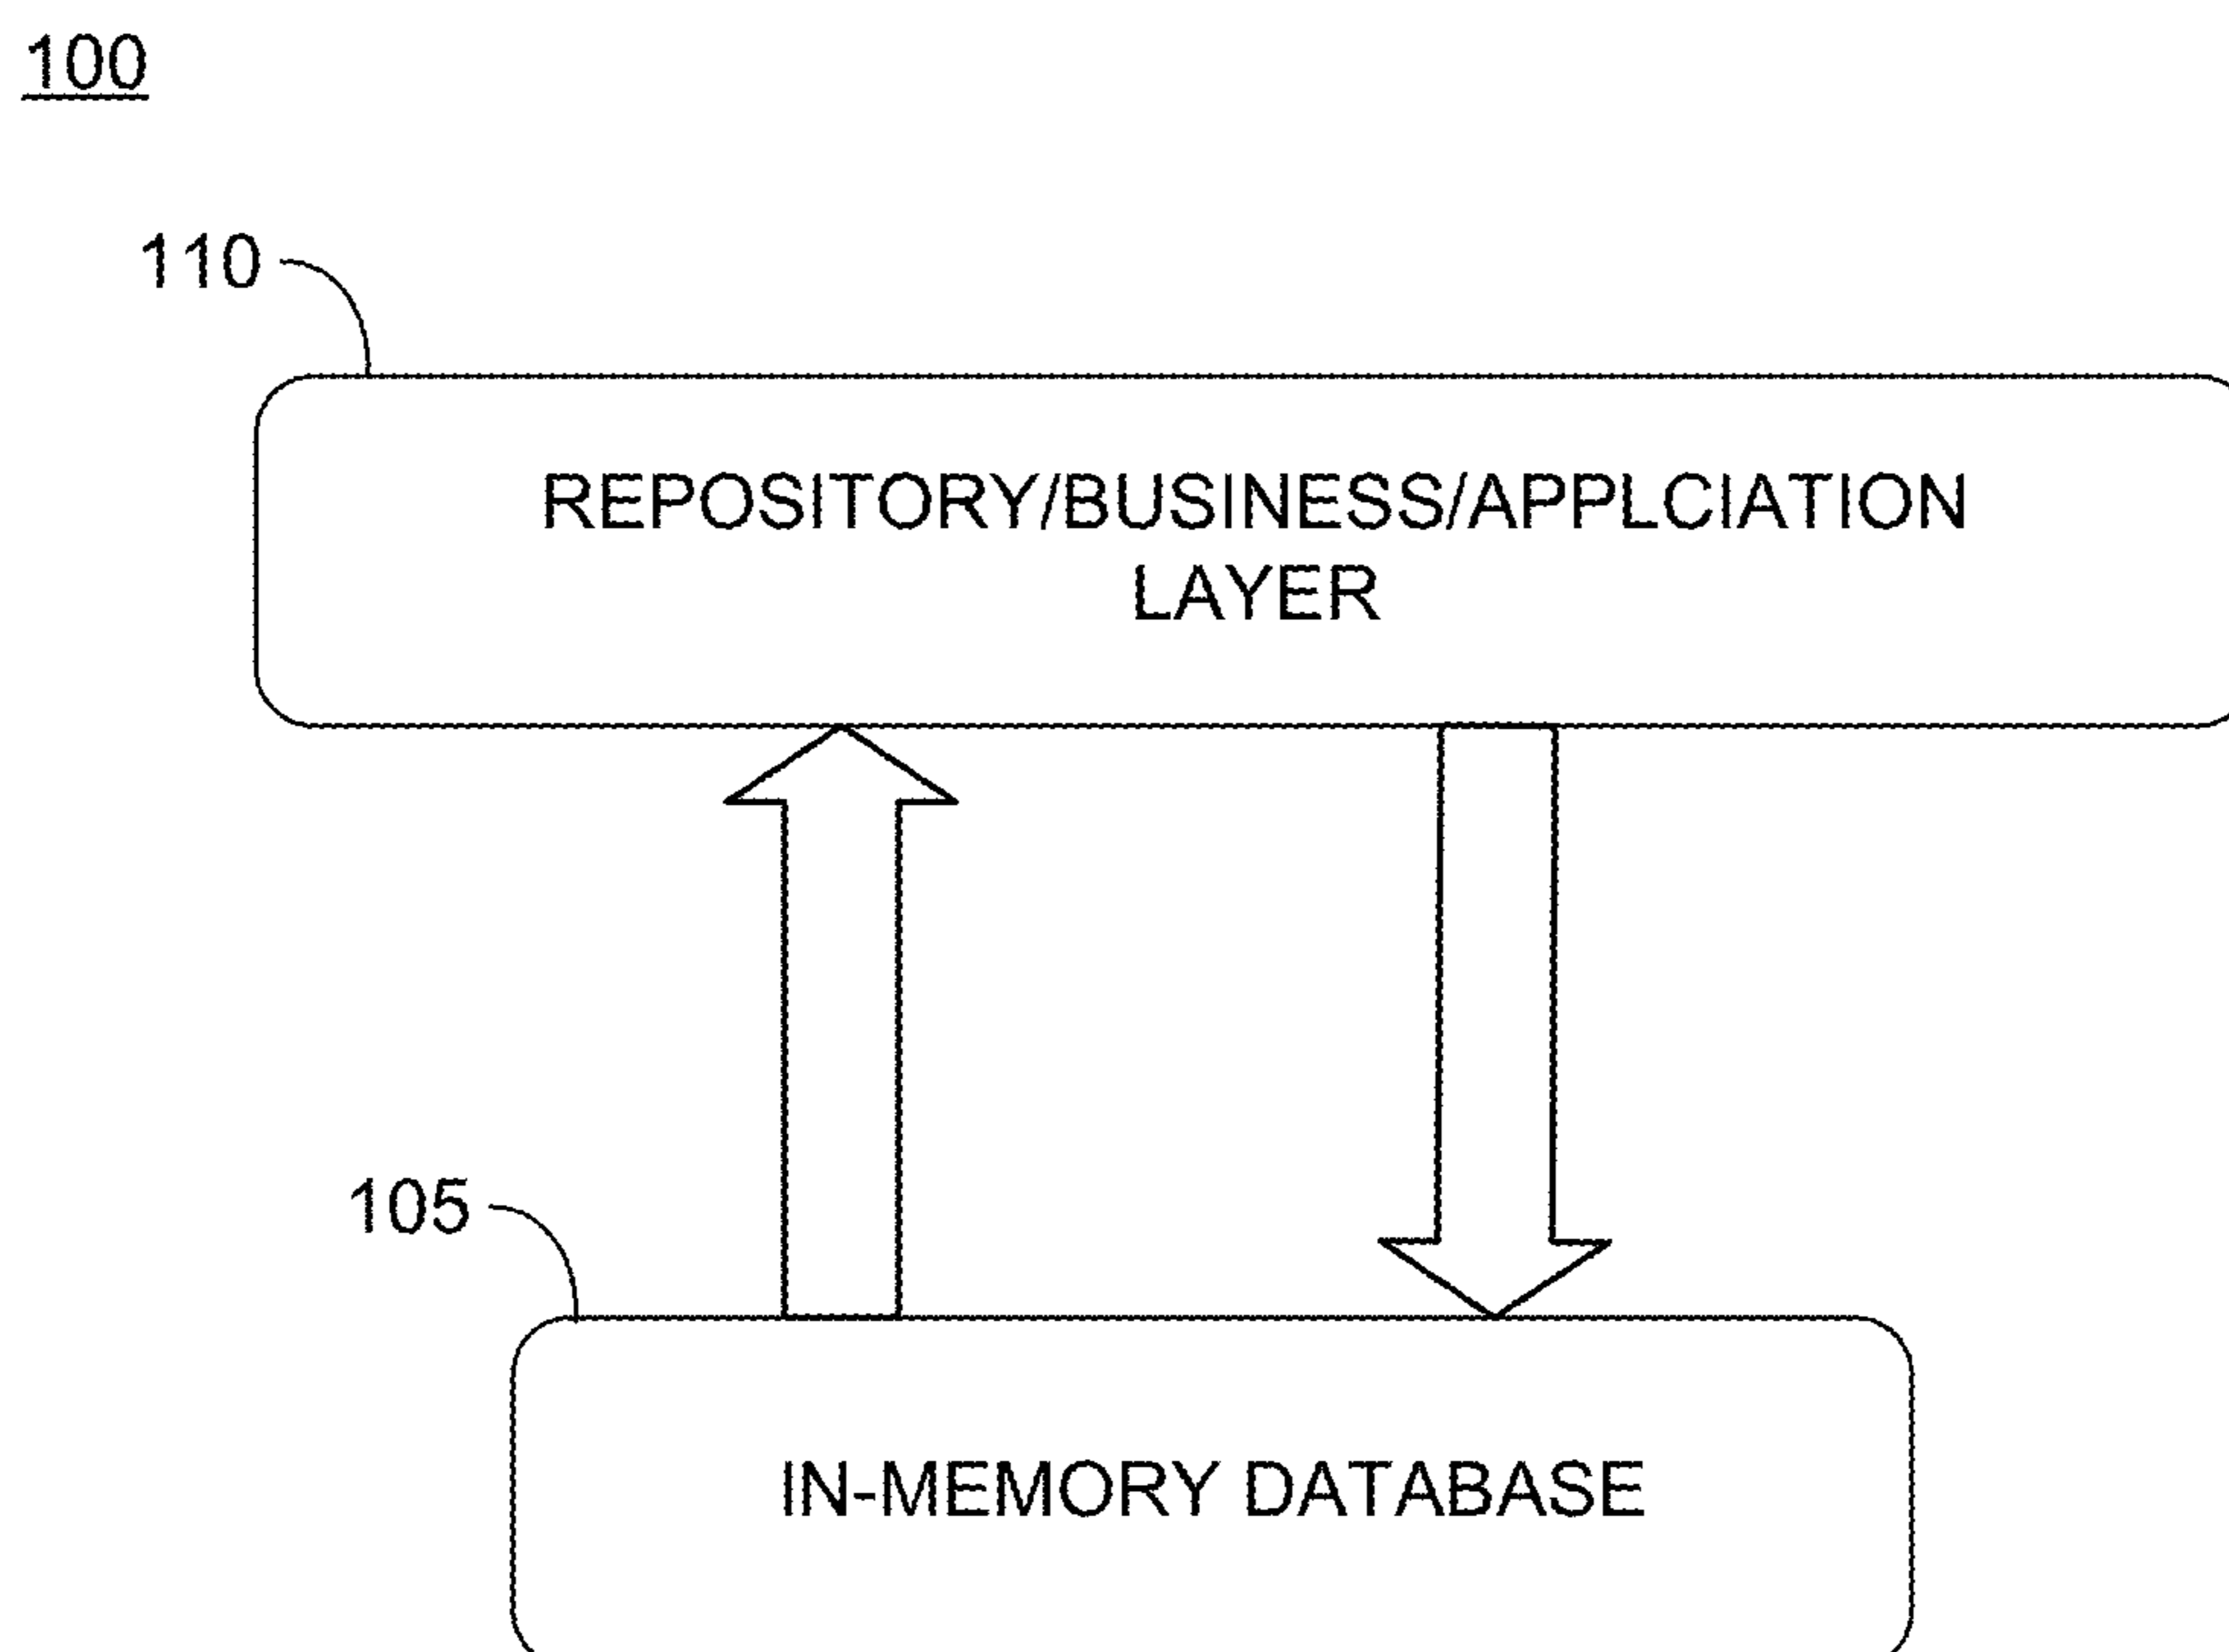 100
110
REPOSITORY/BUSINESS/APPLCIATION
LAYER
105
IN-MEMORY DATABASE